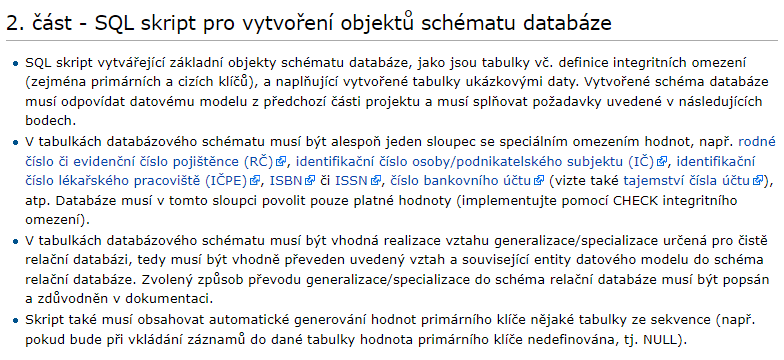 2. část - SQL skript pro vytvoření objektů schématu databáze
SQL skript vytvářející základní objekty schématu databáze, jako jsou tabulky vč. definice integritních omezení
(zejména primárních a cizích klíčů), a naplňující vytvořené tabulky ukázkovými daty. Vytvořené schéma databáze
musí odpovídat datovému modelu z předchozí části projektu a musí splňovat požadavky uvedené v následujících
bodech.
V tabulkách databázového schématu musí být alespoň jeden sloupec se speciálním omezením hodnot, např. rodné
číslo či evidenční číslo pojištěnce (RČ), identifikační číslo osoby/podnikatelského subjektu (IČ), identifikační
číslo lékařského pracoviště (IČPE), ISBN či ISSN, číslo bankovního účtu (vizte také tajemství čísla účtu),
atp. Databáze musí v tomto sloupci povolit pouze platné hodnoty (implementujte pomocí CHECK integritního
omezení).
V tabulkách databázového schématu musí být vhodná realizace vztahu generalizace/specializace určená pro čistě
relační databázi, tedy musí být vhodně převeden uvedený vztah a související entity datového modelu do schéma
relační databáze. Zvolený způsob převodu generalizace/specializace do schéma relační databáze musí být popsán
a zdůvodněn v dokumentaci.
Skript také musí obsahovat automatické generování hodnot primárního klíče nějaké tabulky ze sekvence (např.
pokud bude při vkládání záznamů do dané tabulky hodnota primárního klíče nedefinována, tj. NULL).